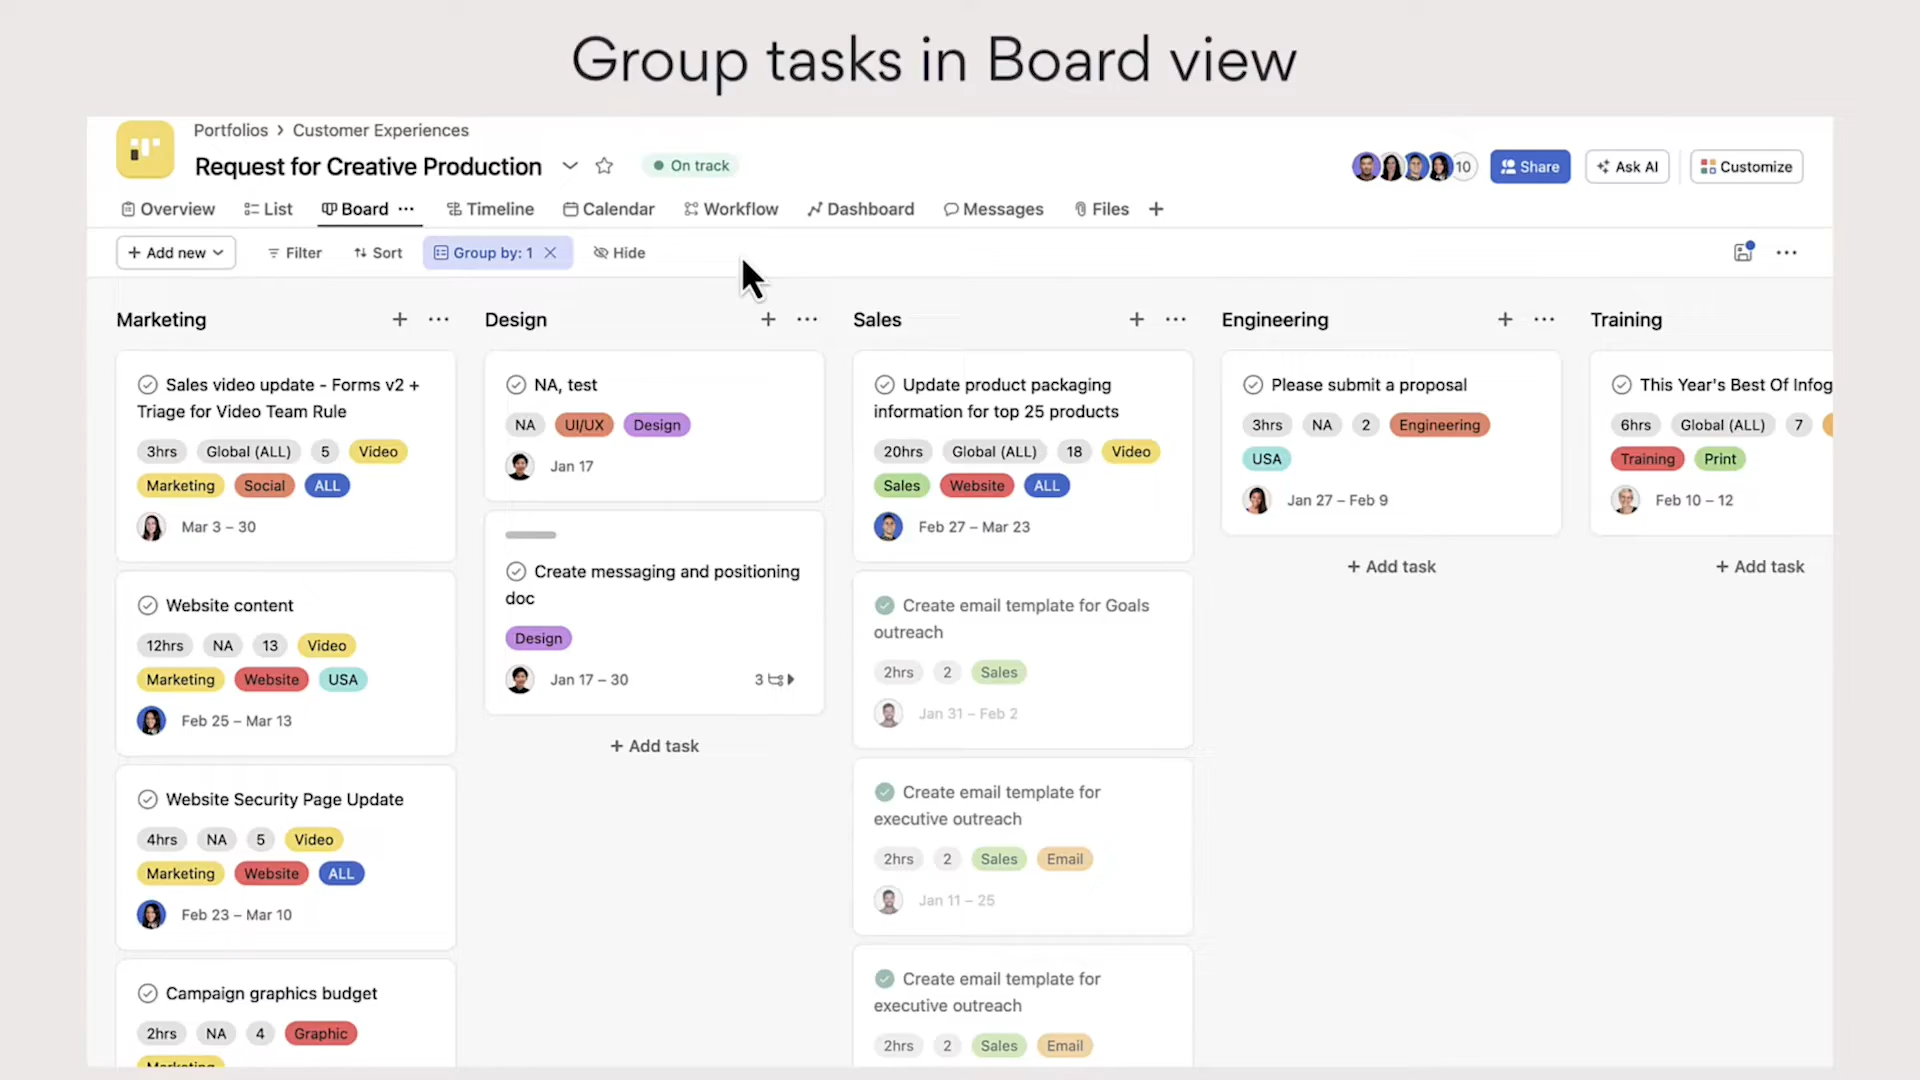 Group tasks in Board view
Portfolios › Customer Experiences
Request for Creative Production
On track
10
Share
Ask AI
Customize
Overview
List
Board
Timeline
Calendar
Workflow
Dashboard
Messages
Files
+ Add new
Filter
Sort
Group by: 1
Hide
Marketing
Sales video update - Forms v2 +
Triage for Video Team Rule
3hrs Global (ALL) 5 Video
Marketing Social ALL
Mar 3 – 30
Website content
12hrs NA 13 Video
Marketing Website USA
Feb 25 – Mar 13
Website Security Page Update
4hrs NA 5 Video
Marketing Website ALL
Feb 23 – Mar 10
Campaign graphics budget
2hrs NA 4 Graphic
Marketing
Design
NA, test
NA UI/UX Design
Jan 17
Create messaging and positioning
doc
Design
Jan 17 – 30 3
+ Add task
Sales
Update product packaging
information for top 25 products
20hrs Global (ALL) 18 Video
Sales Website ALL
Feb 27 – Mar 23
Create email template for Goals
outreach
2hrs 2 Sales
Jan 31 – Feb 2
Create email template for
executive outreach
2hrs 2 Sales Email
Jan 11 – 25
Create email template for
executive outreach
2hrs 2 Sales Email
Engineering
Please submit a proposal
3hrs NA 2 Engineering
USA
Jan 27 – Feb 9
+ Add task
Training
This Year's Best Of Infog
6hrs Global (ALL) 7
Training Print
Feb 10 – 12
+ Add task